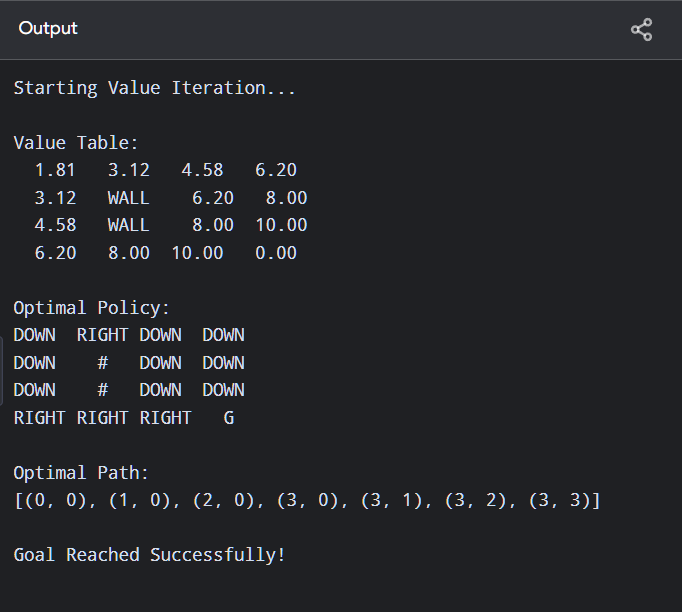 Output
Starting Value Iteration...
Value Table:
1.81 3.12 4.58 6.20
3.12 WALL 6.20 8.00
4.58 WALL 8.00 10.00
6.20 8.00 10.00 0.00
Optimal Policy:
DOWN RIGHT DOWN DOWN
DOWN # DOWN DOWN
DOWN # DOWN DOWN
RIGHT RIGHT RIGHT G
Optimal Path:
[(0, 0), (1, 0), (2, 0), (3, 0), (3, 1), (3, 2), (3, 3)]
Goal Reached Successfully!